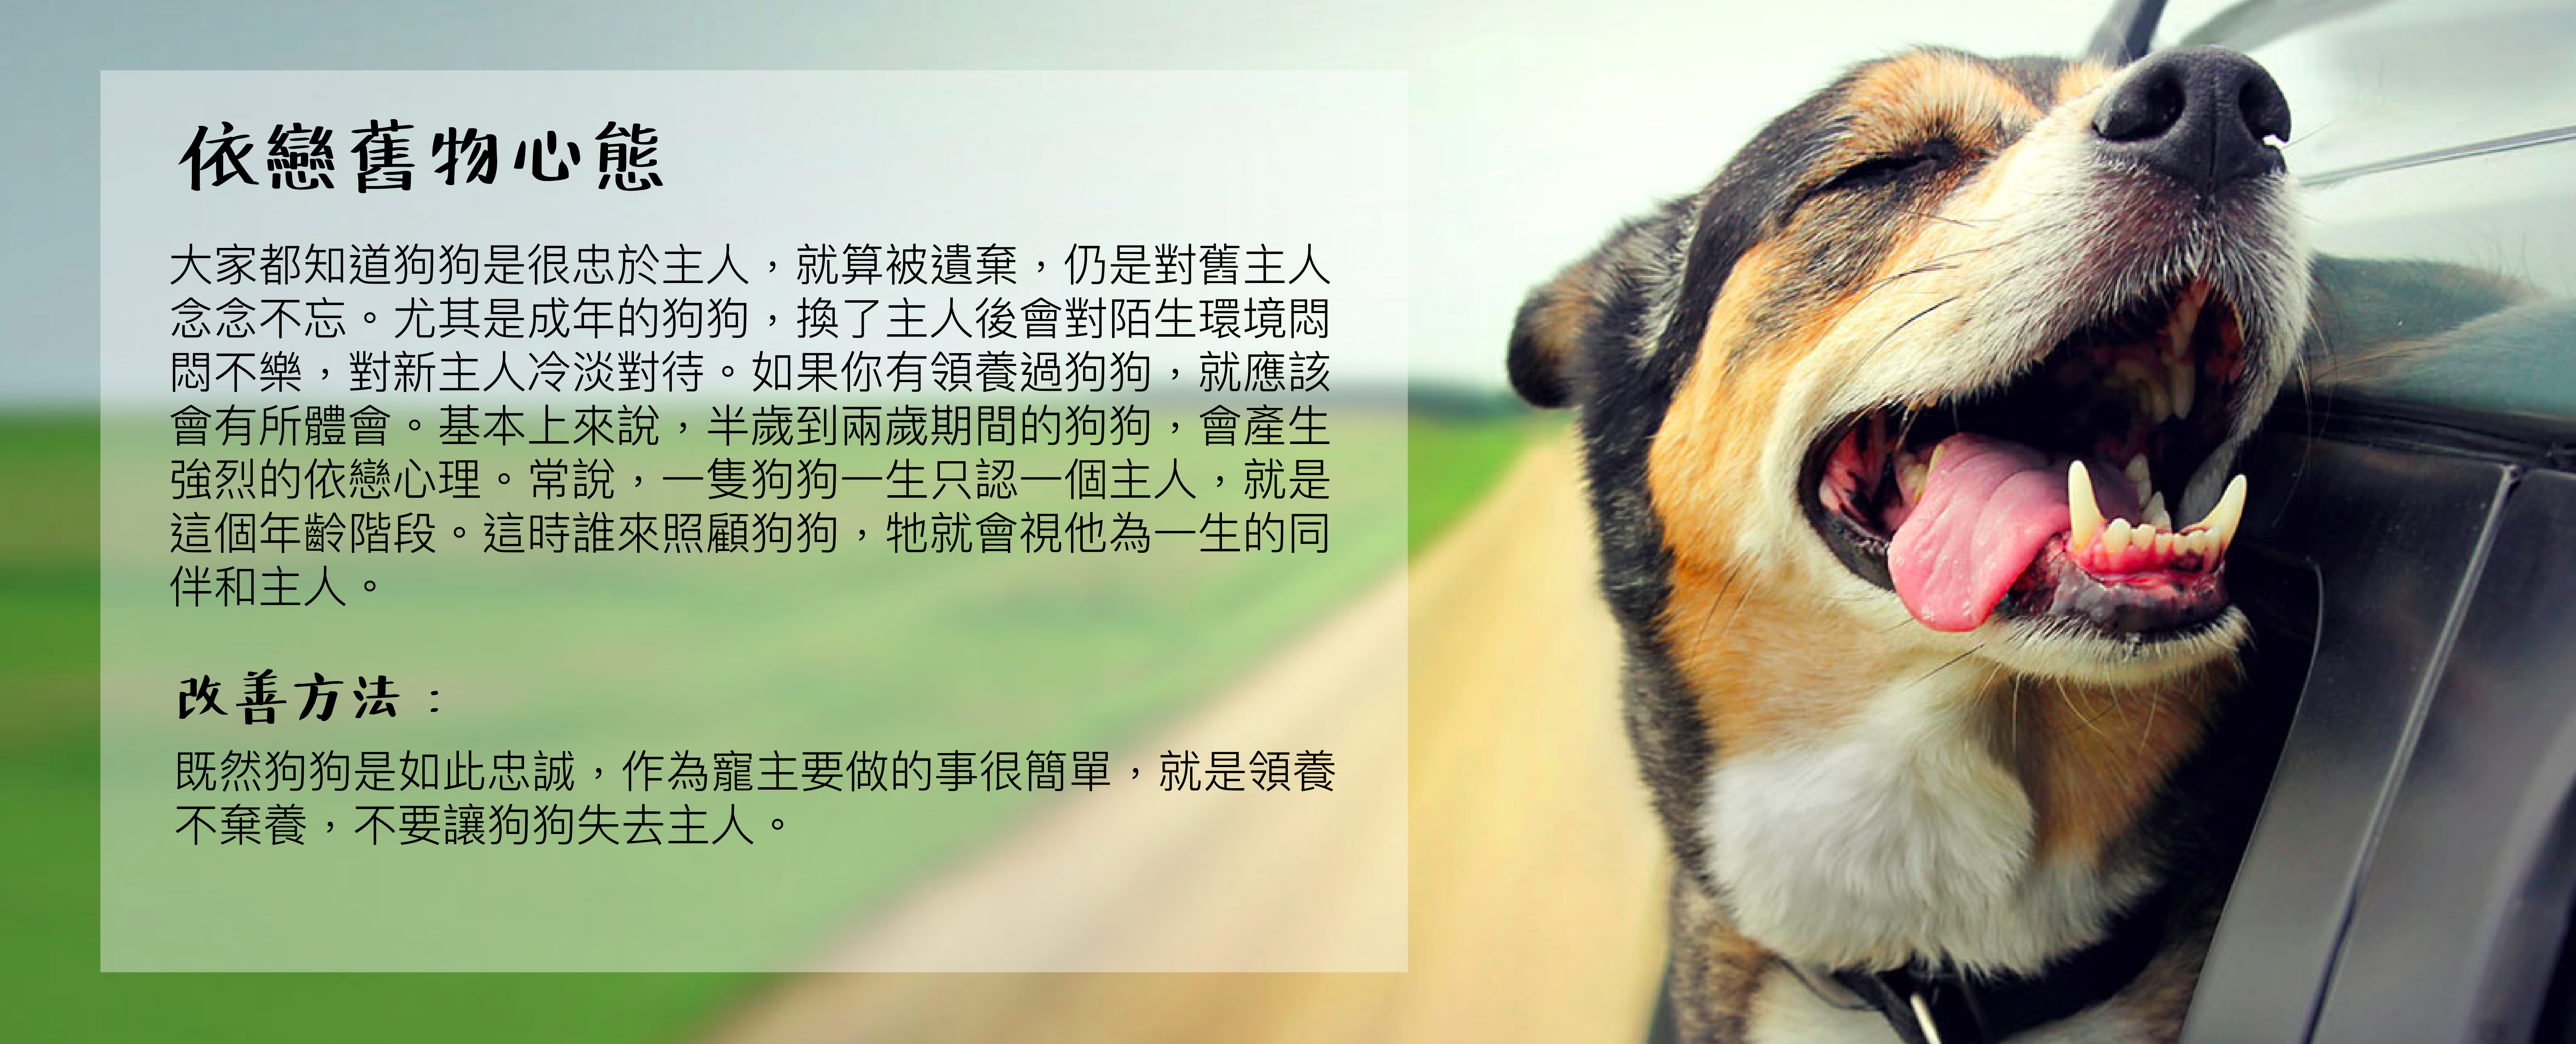 依戀舊物心態
大家都知道狗狗是很忠於主人，就算被遺棄，仍是對舊主人
念念不忘。尤其是成年的狗狗，換了主人後會對陌生環境悶
悶不樂，對新主人冷淡對待。如果你有領養過狗狗，就應該
會有所體會。基本上來說，半歲到兩歲期間的狗狗，會產生
強烈的依戀心理。常說，一隻狗狗一生只認一個主人，就是
這個年齡階段。這時誰來照顧狗狗，牠就會視他為一生的同
伴和主人。
改善方法：
既然狗狗是如此忠誠，作為寵主要做的事很簡單，就是領養
不棄養，不要讓狗狗失去主人。